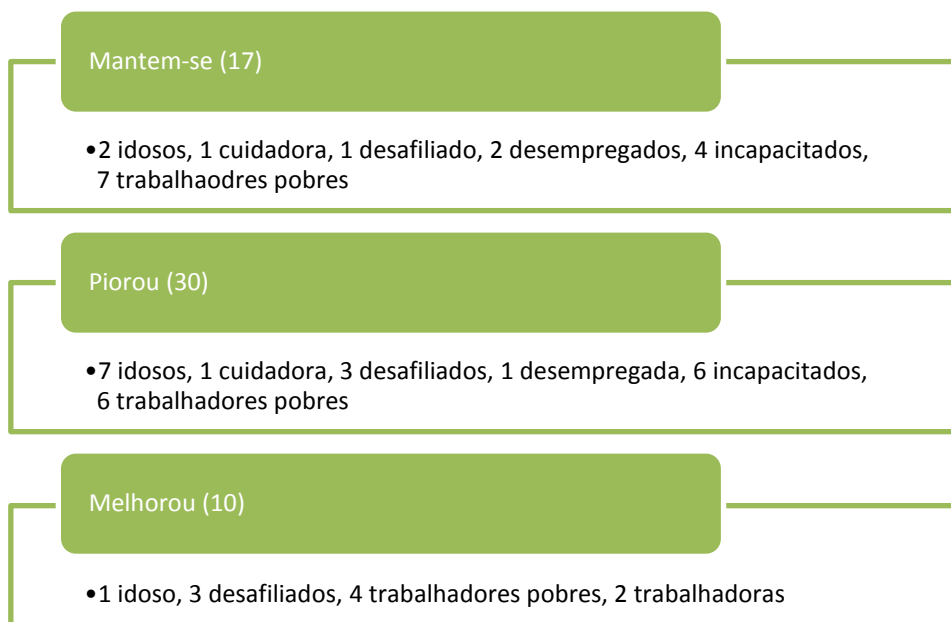 Mantem-se (17)
•2 idosos, 1 cuidadora, 1 desafiliado, 2 desempregados, 4 incapacitados,
7 trabalhaodres pobres
Piorou (30)
•7 idosos, 1 cuidadora, 3 desafiliados, 1 desempregada, 6 incapacitados,
6 trabalhadores pobres
Melhorou (10)
•1 idoso, 3 desafiliados, 4 trabalhadores pobres, 2 trabalhadoras